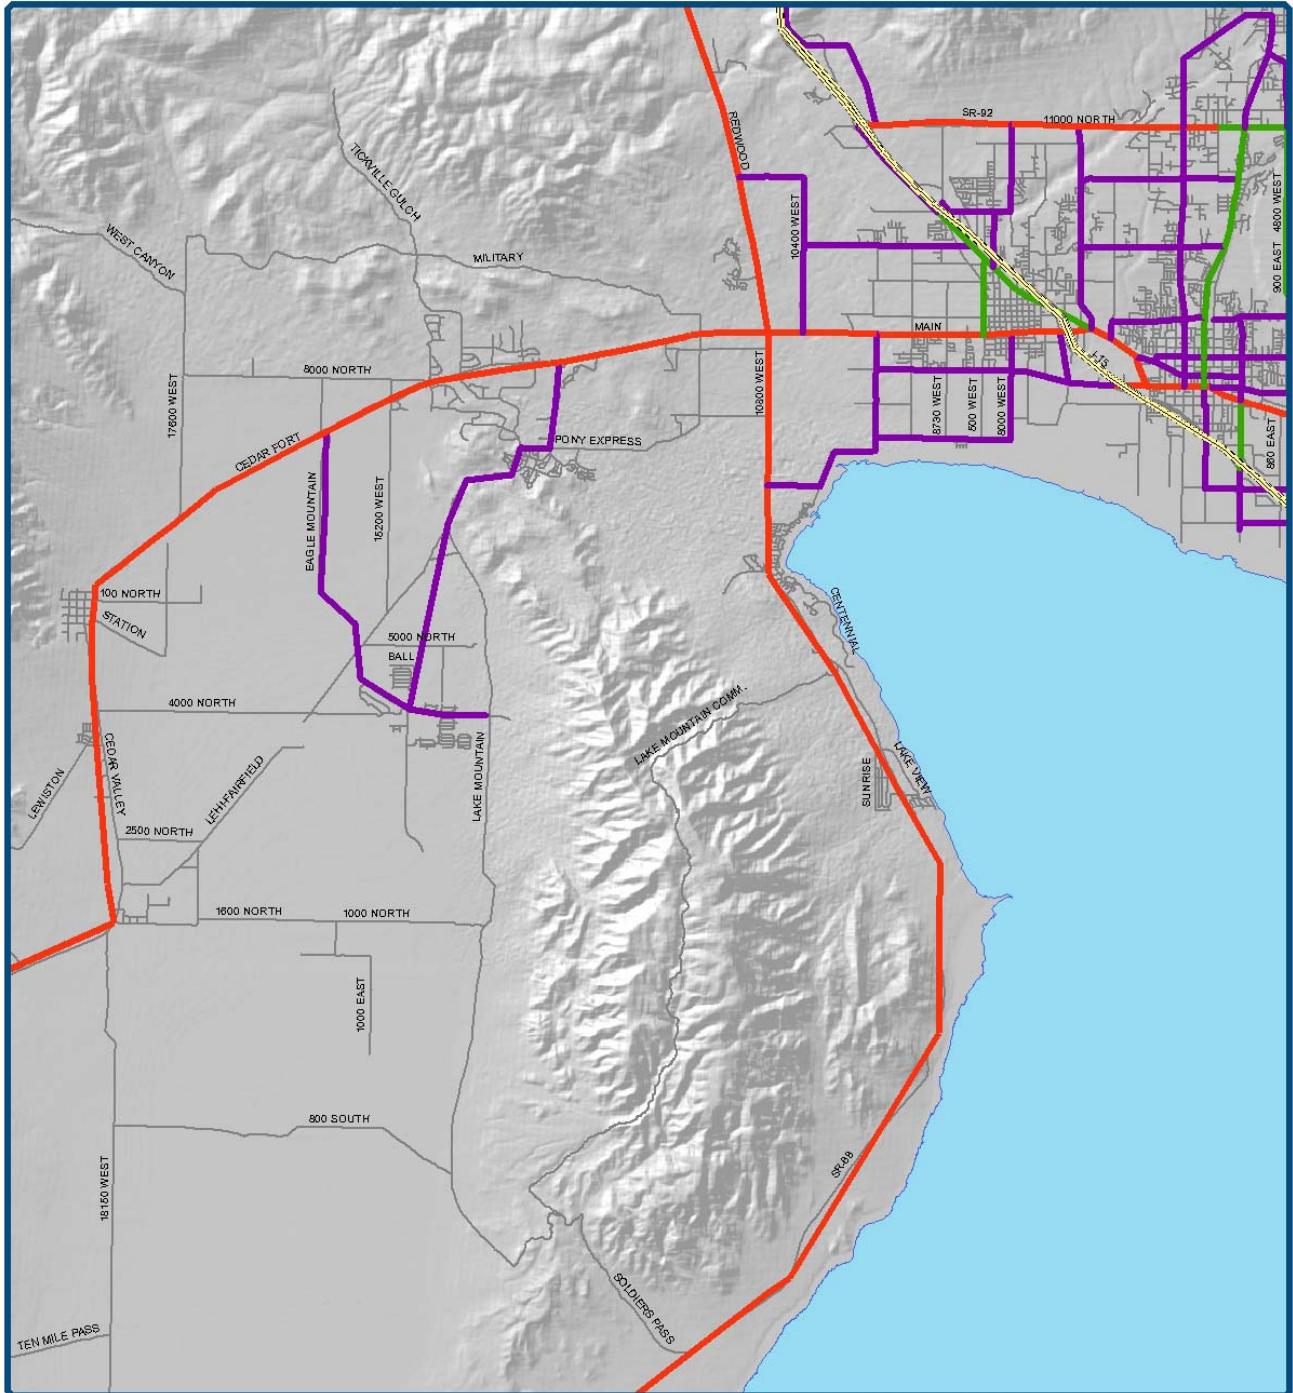 SR-92
11000 NORTH
REDWOOD
TICKVILLE GULCH
4800 WEST
10400 WEST
WEST CANYON
MILITARY
900 EAST
MAIN
I-15
8000 NORTH
10800 WEST
17600 WEST
8730 WEST
500 WEST
8000 WEST
CEDAR FORT
PONY EXPRESS
860 EAST
EAGLE MOUNTAIN
15200 WEST
100 NORTH
STATION
CENTENNIAL
5000 NORTH
BALL
4000 NORTH
LAKE MOUNTAIN COMM.
CEDAR VALLEY
LAKE MOUNTAIN
LAKE VIEW
SUNRISE
LEWISTON
LEHI-FAIRFIELD
2500 NORTH
1600 NORTH
1000 NORTH
1000 EAST
800 SOUTH
SR-68
18150 WEST
SOLDIERS PASS
TEN MILE PASS